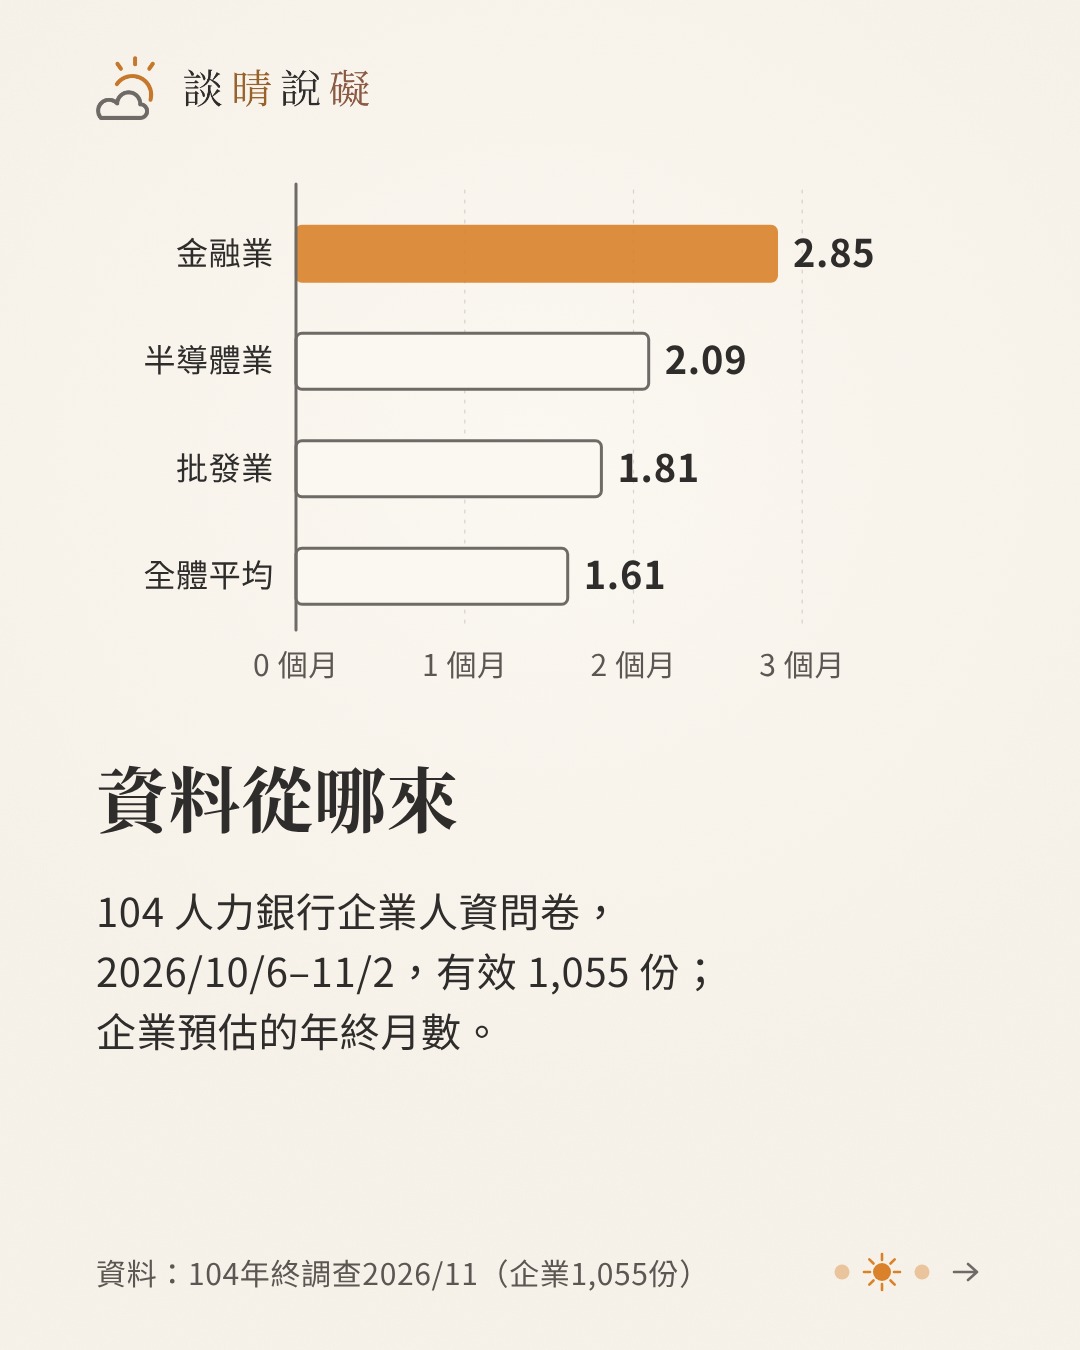 談晴說礙
金融業 2.85
半導體業 2.09
批發業 1.81
全體平均 1.61
0 個月 1 個月 2 個月 3 個月
資料從哪來
104 人力銀行企業人資問卷，
2026/10/6–11/2，有效 1,055 份；
企業預估的年終月數。
資料：104年終調查2026/11（企業1,055份）